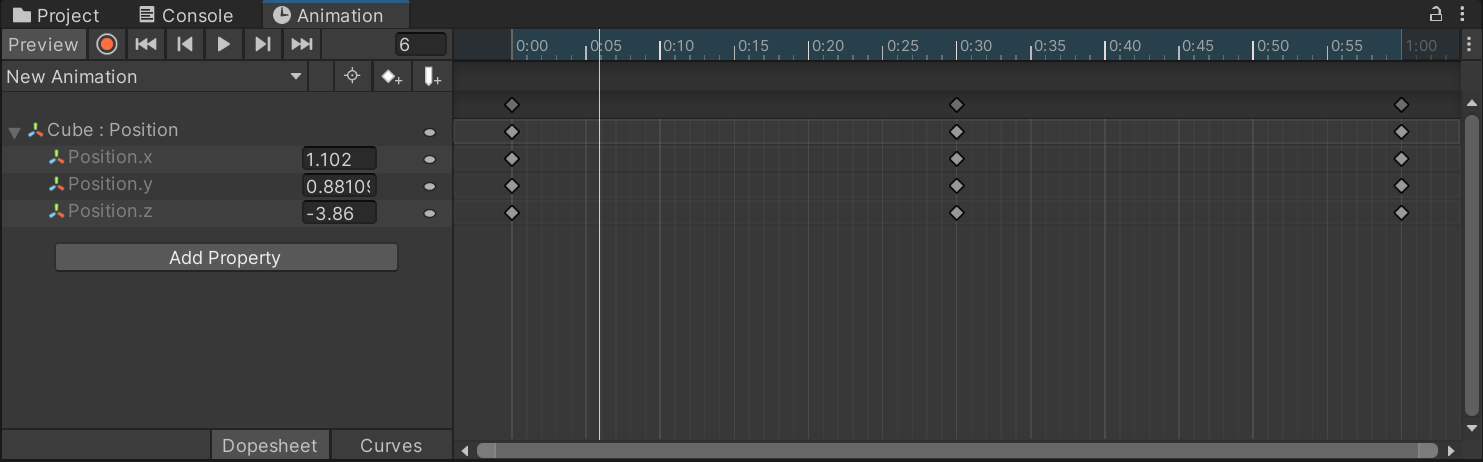 Project Console Animation
Preview 6 0:00 0:05 0:10 0:15 0:20 0:25 0:30 0:35 0:40 0:45 0:50 0:55 1:00
New Animation
Cube : Position
Position.x 1.102
Position.y 0.88109
Position.z -3.86
Add Property
Dopesheet Curves